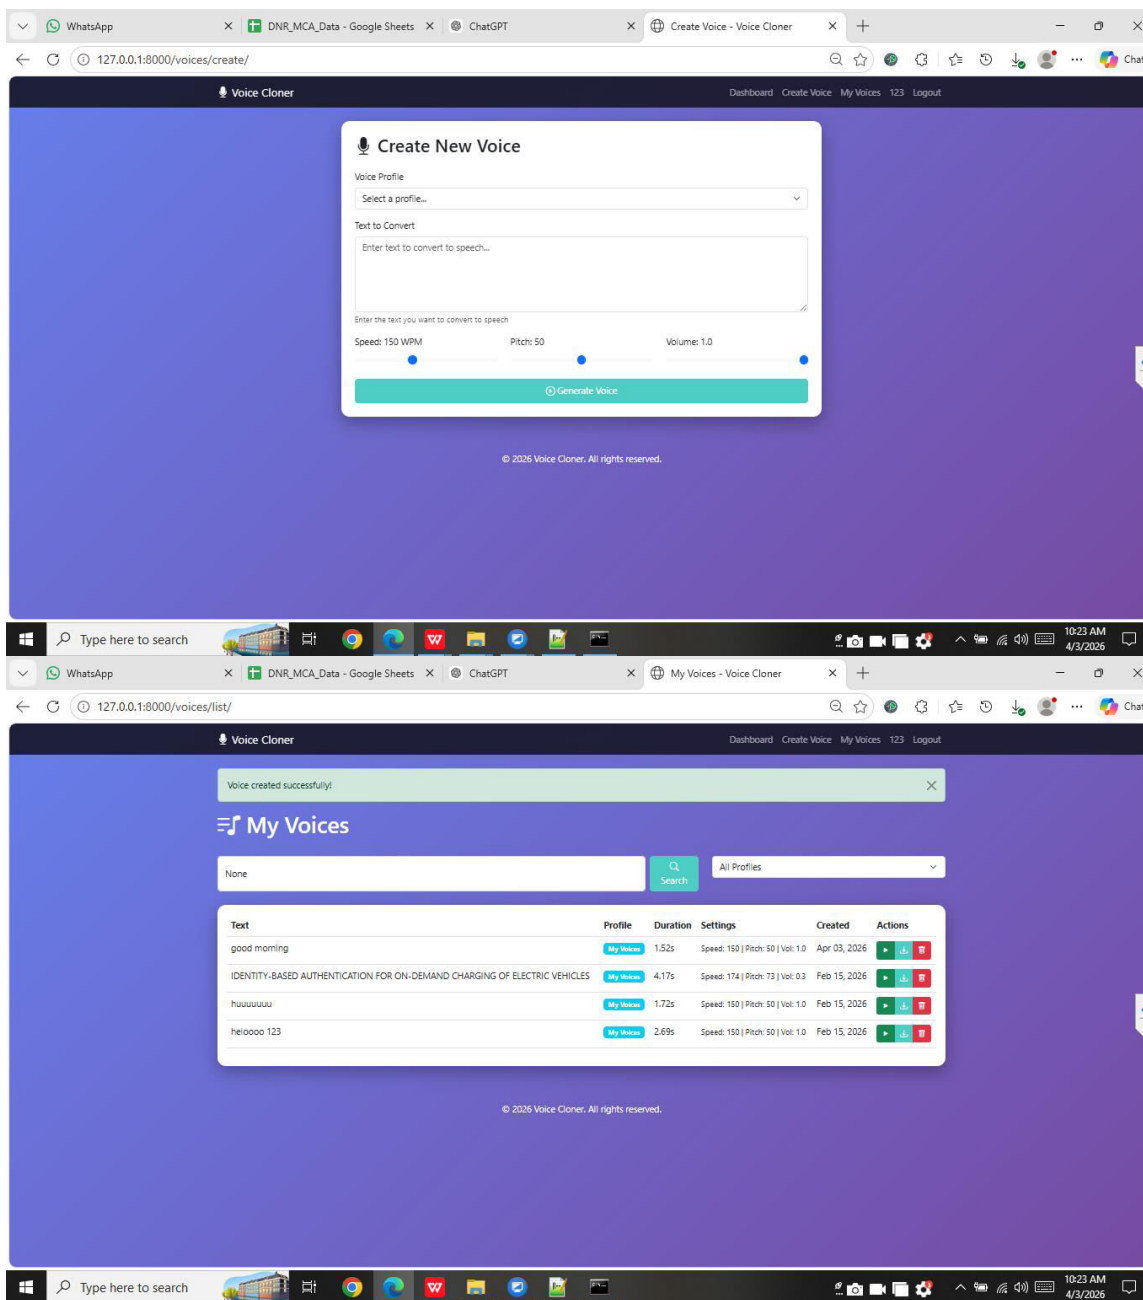 WhatsApp DNR_MCA_Data - Google Sheets ChatGPT Create Voice - Voice Cloner
127.0.0.1:8000/voices/create/ Chat
Voice Cloner Dashboard Create Voice My Voices 123 Logout
Create New Voice
Voice Profile
Select a profile...
Text to Convert
Enter text to convert to speech...
Enter the text you want to convert to speech
Speed: 150 WPM Pitch: 50 Volume: 1.0
Generate Voice
© 2026 Voice Cloner. All rights reserved.
Type here to search 10:23 AM
4/3/2026
WhatsApp DNR_MCA_Data - Google Sheets ChatGPT My Voices - Voice Cloner
127.0.0.1:8000/voices/list/ Chat
Voice Cloner Dashboard Create Voice My Voices 123 Logout
Voice created successfully!
My Voices
None Search All Profiles
Text Profile Duration Settings Created Actions
good morning My Voices 1.52s Speed: 150 | Pitch: 50 | Vol: 1.0 Apr 03, 2026
IDENTITY-BASED AUTHENTICATION FOR ON-DEMAND CHARGING OF ELECTRIC VEHICLES My Voices 4.17s Speed: 174 | Pitch: 73 | Vol: 0.3 Feb 15, 2026
huuuuuuu My Voices 1.72s Speed: 150 | Pitch: 50 | Vol: 1.0 Feb 15, 2026
heloooo 123 My Voices 2.69s Speed: 150 | Pitch: 50 | Vol: 1.0 Feb 15, 2026
© 2026 Voice Cloner. All rights reserved.
Type here to search 10:23 AM
4/3/2026